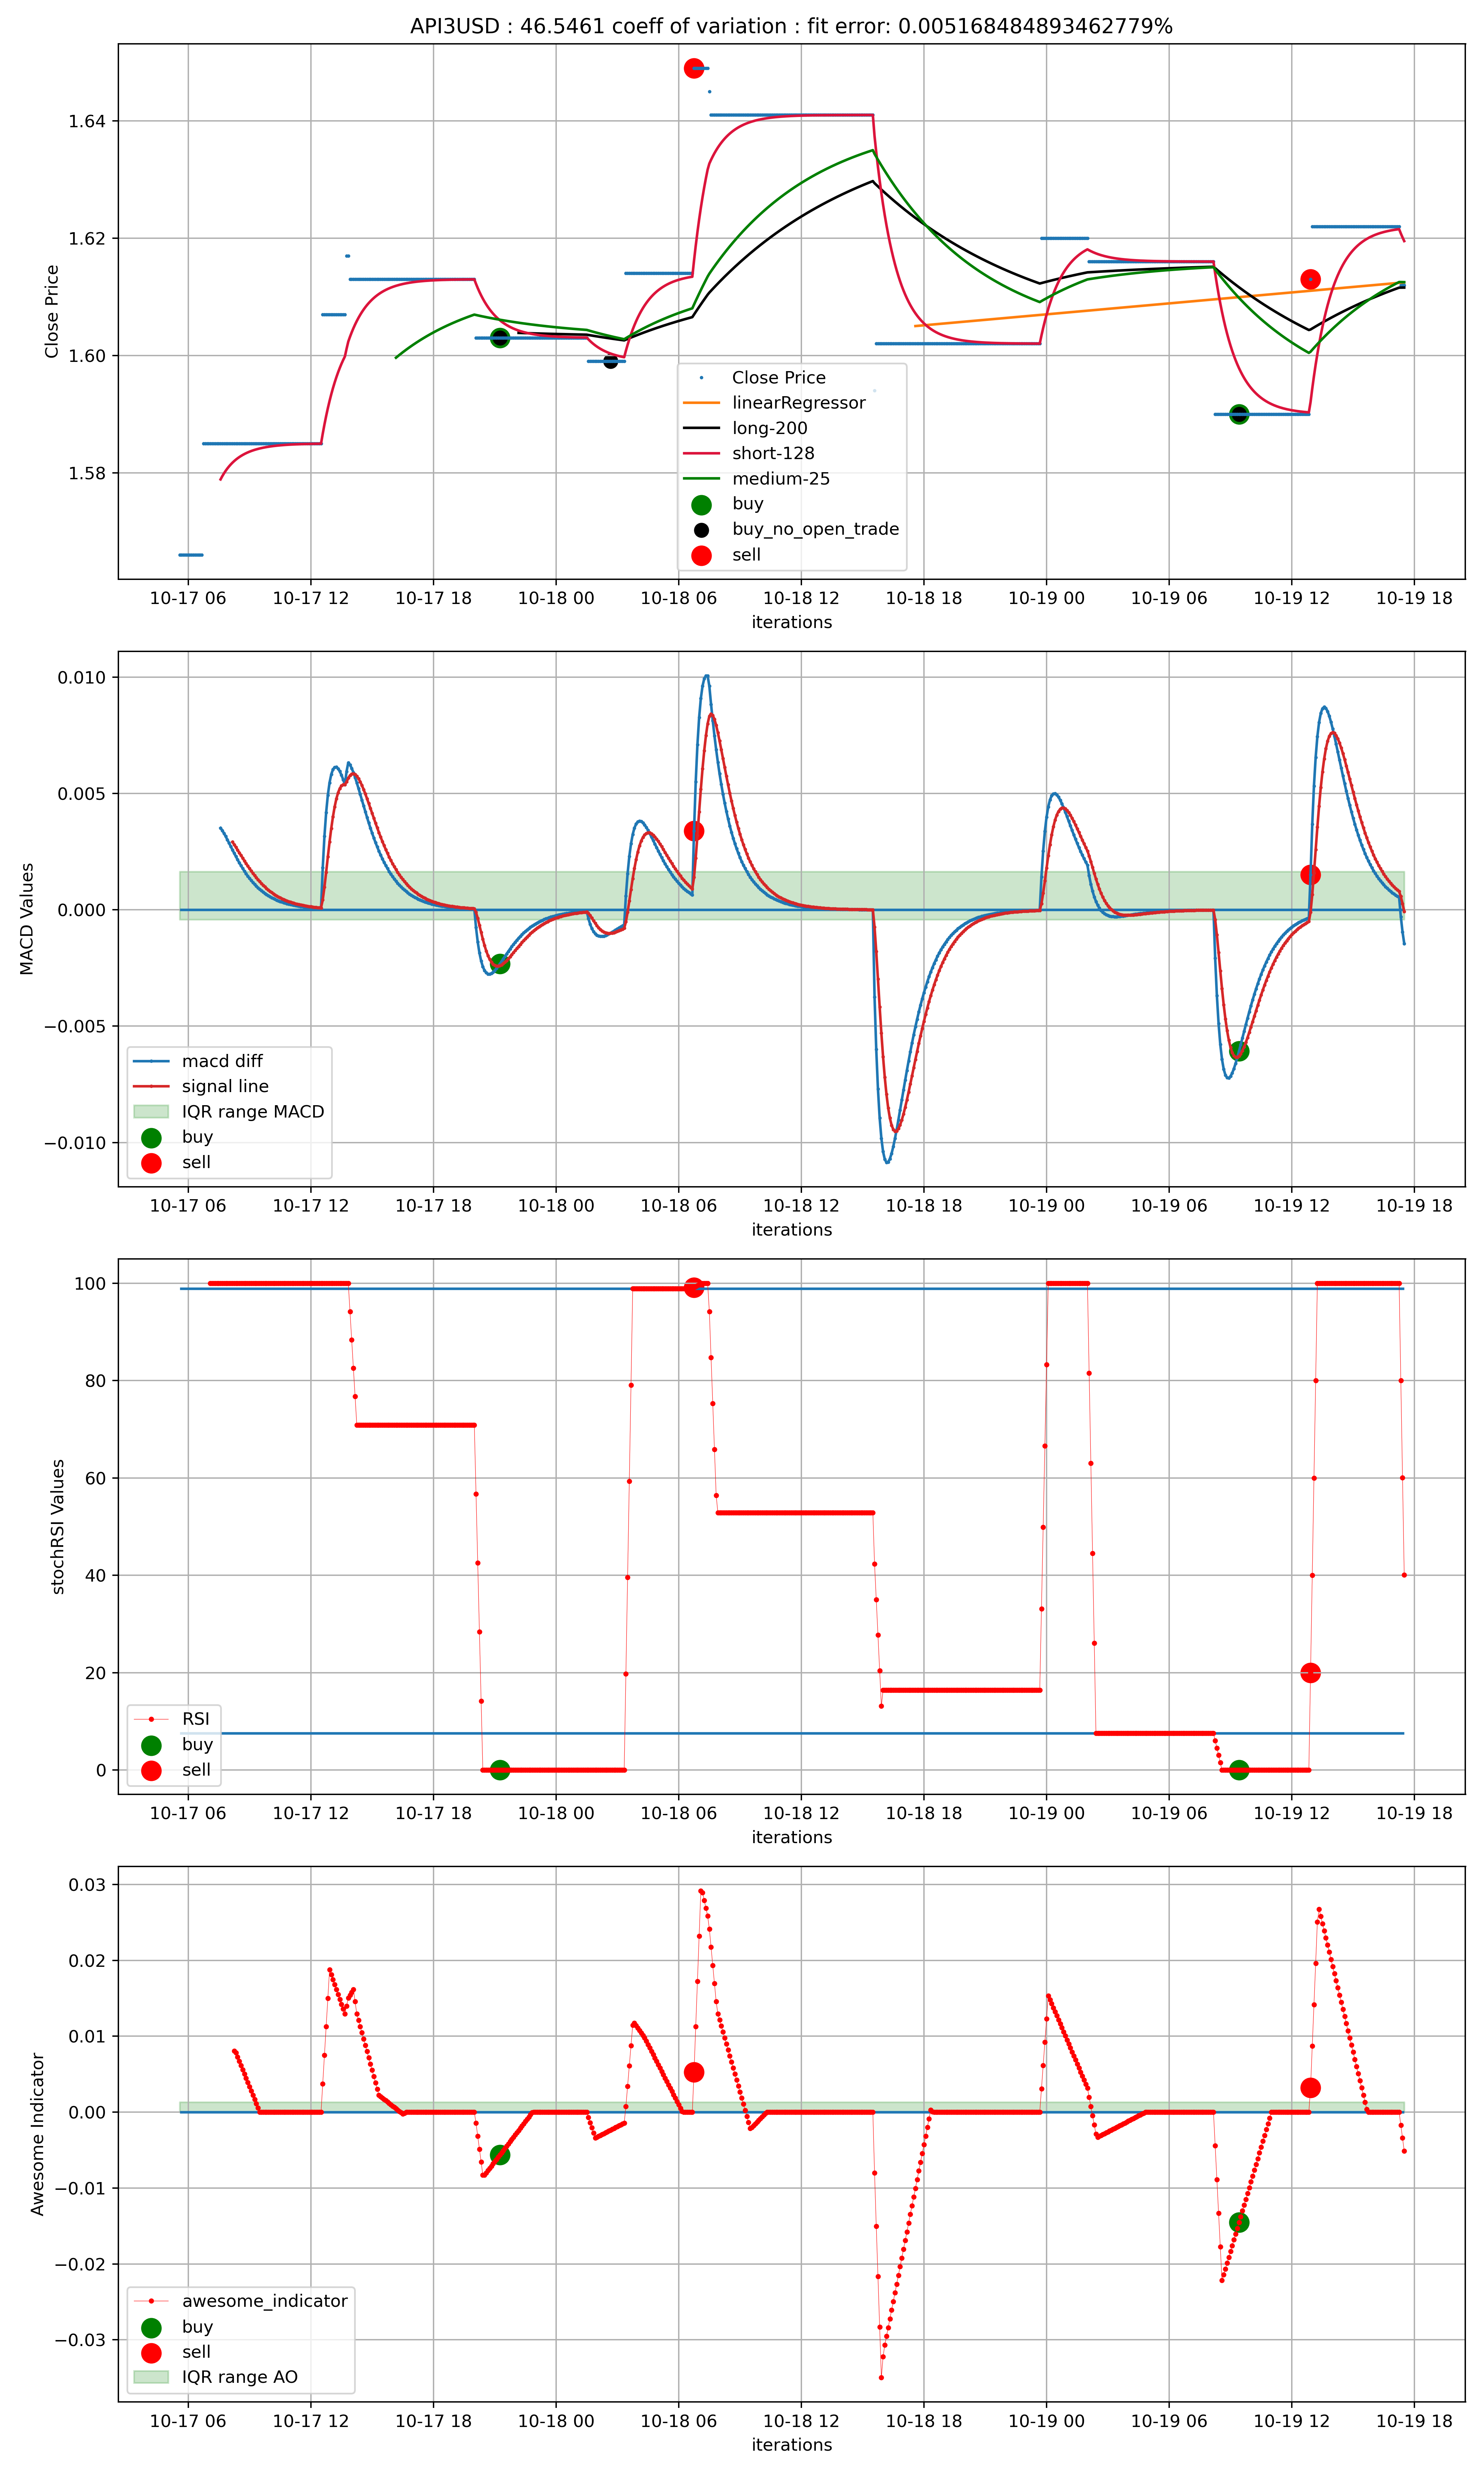 API3USD : 46.5461 coeff of variation : fit error: 0.005168484893462779%
Close Price
1.64
1.62
1.60
1.58
Close Price
linearRegressor
long-200
short-128
medium-25
buy
buy_no_open_trade
sell
10-17 06 10-17 12 10-17 18 10-18 00 10-18 06 10-18 12 10-18 18 10-19 00 10-19 06 10-19 12 10-19 18
iterations
MACD Values
0.010
0.005
0.000
−0.005
−0.010
macd diff
signal line
IQR range MACD
buy
sell
10-17 06 10-17 12 10-17 18 10-18 00 10-18 06 10-18 12 10-18 18 10-19 00 10-19 06 10-19 12 10-19 18
iterations
stochRSI Values
100
80
60
40
20
0
RSI
buy
sell
10-17 06 10-17 12 10-17 18 10-18 00 10-18 06 10-18 12 10-18 18 10-19 00 10-19 06 10-19 12 10-19 18
iterations
Awesome Indicator
0.03
0.02
0.01
0.00
−0.01
−0.02
−0.03
awesome_indicator
buy
sell
IQR range AO
10-17 06 10-17 12 10-17 18 10-18 00 10-18 06 10-18 12 10-18 18 10-19 00 10-19 06 10-19 12 10-19 18
iterations